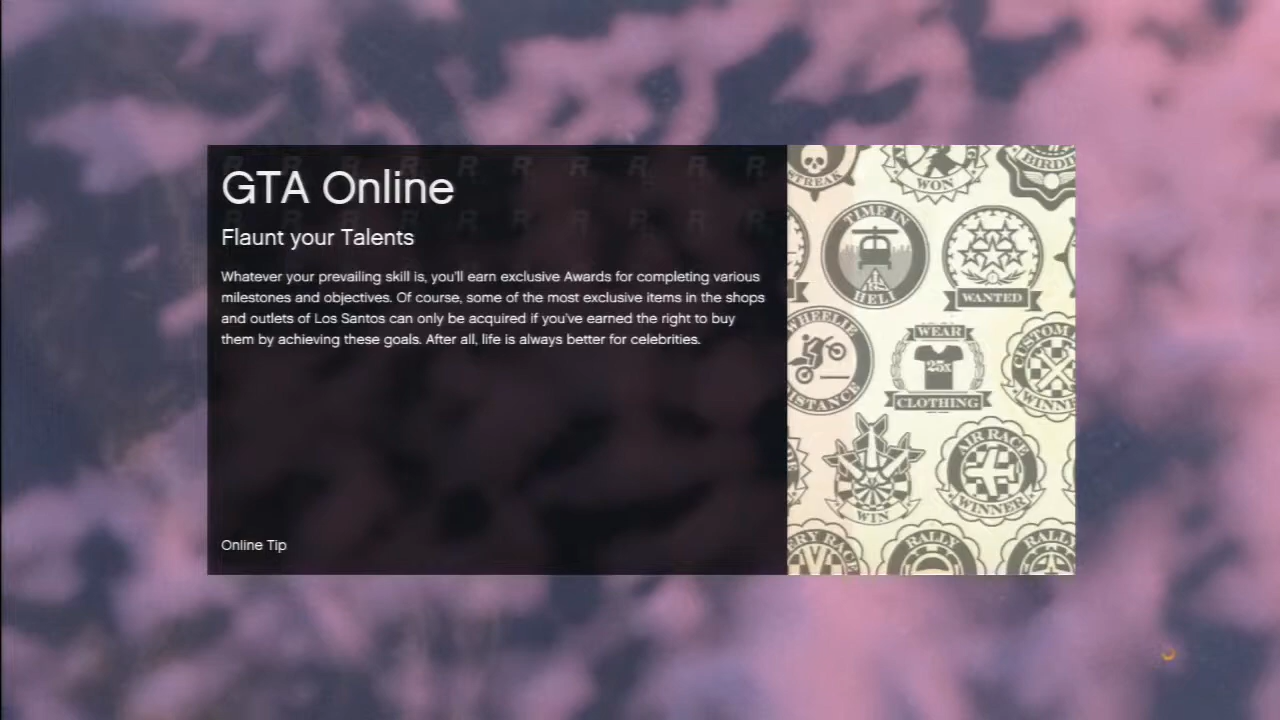 GTA Online
Flaunt your Talents
Whatever your prevailing skill is, you'll earn exclusive Awards for completing various
milestones and objectives. Of course, some of the most exclusive items in the shops
and outlets of Los Santos can only be acquired if you've earned the right to buy
them by achieving these goals. After all, life is always better for celebrities.
Online Tip
STREAK
WON
TIME IN
HELI
WANTED
WHEELIE
WEAR
25x
CLOTHING
CUSTOM
WINNE
WIN
AIR RACE
WINNER
RY RACE
RALLY
RALLY